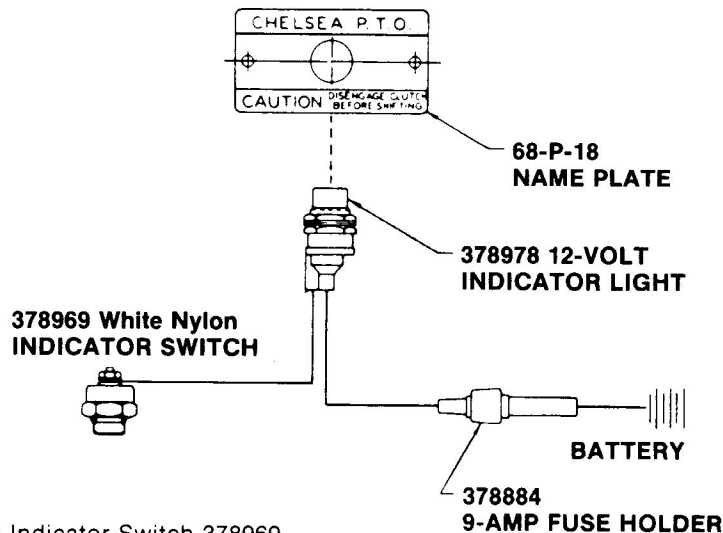 CHELSEA P.T.O.
CAUTION DISENGAGE CLUTCH
BEFORE SHIFTING
68-P-18
NAME PLATE
378978 12-VOLT
INDICATOR LIGHT
378969 White Nylon
INDICATOR SWITCH
BATTERY
378884
9-AMP FUSE HOLDER
Indicator Switch 378969